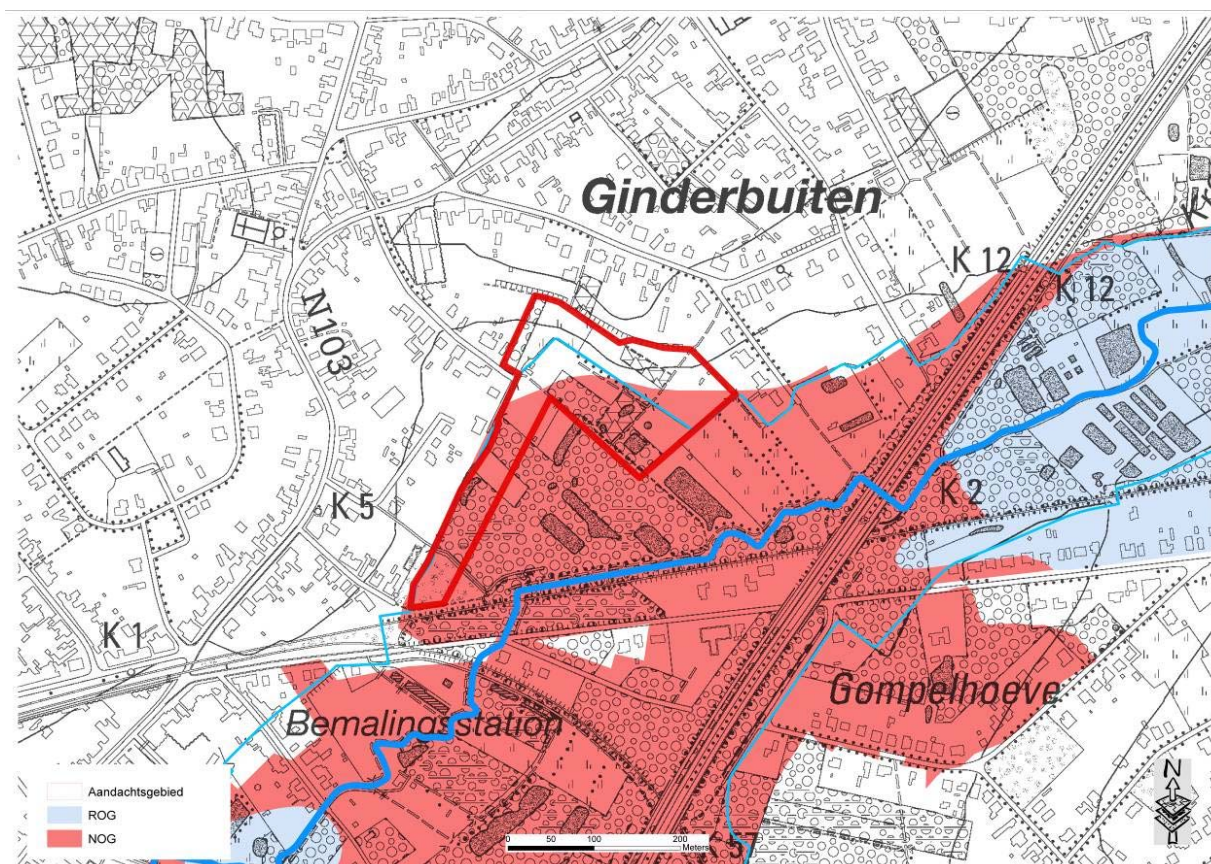 Ginderbuiten
K 12
K 12
N103
K 5
K 2
K 1
Gompelhoeve
Bemalingsstation
Aandachtsgebied
ROG
NOG
N
0 50 100 200
Meters